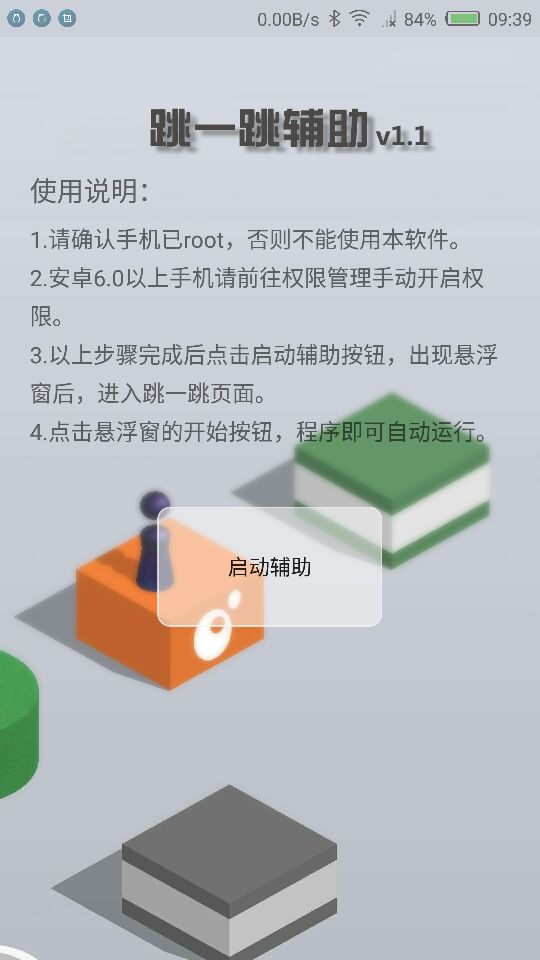 0.00B/s 84% 09:39
跳一跳辅助 v1.1
使用说明：
1.请确认手机已root，否则不能使用本软件。
2.安卓6.0以上手机请前往权限管理手动开启权
限。
3.以上步骤完成后点击启动辅助按钮，出现悬浮
窗后，进入跳一跳页面。
4.点击悬浮窗的开始按钮，程序即可自动运行。
启动辅助